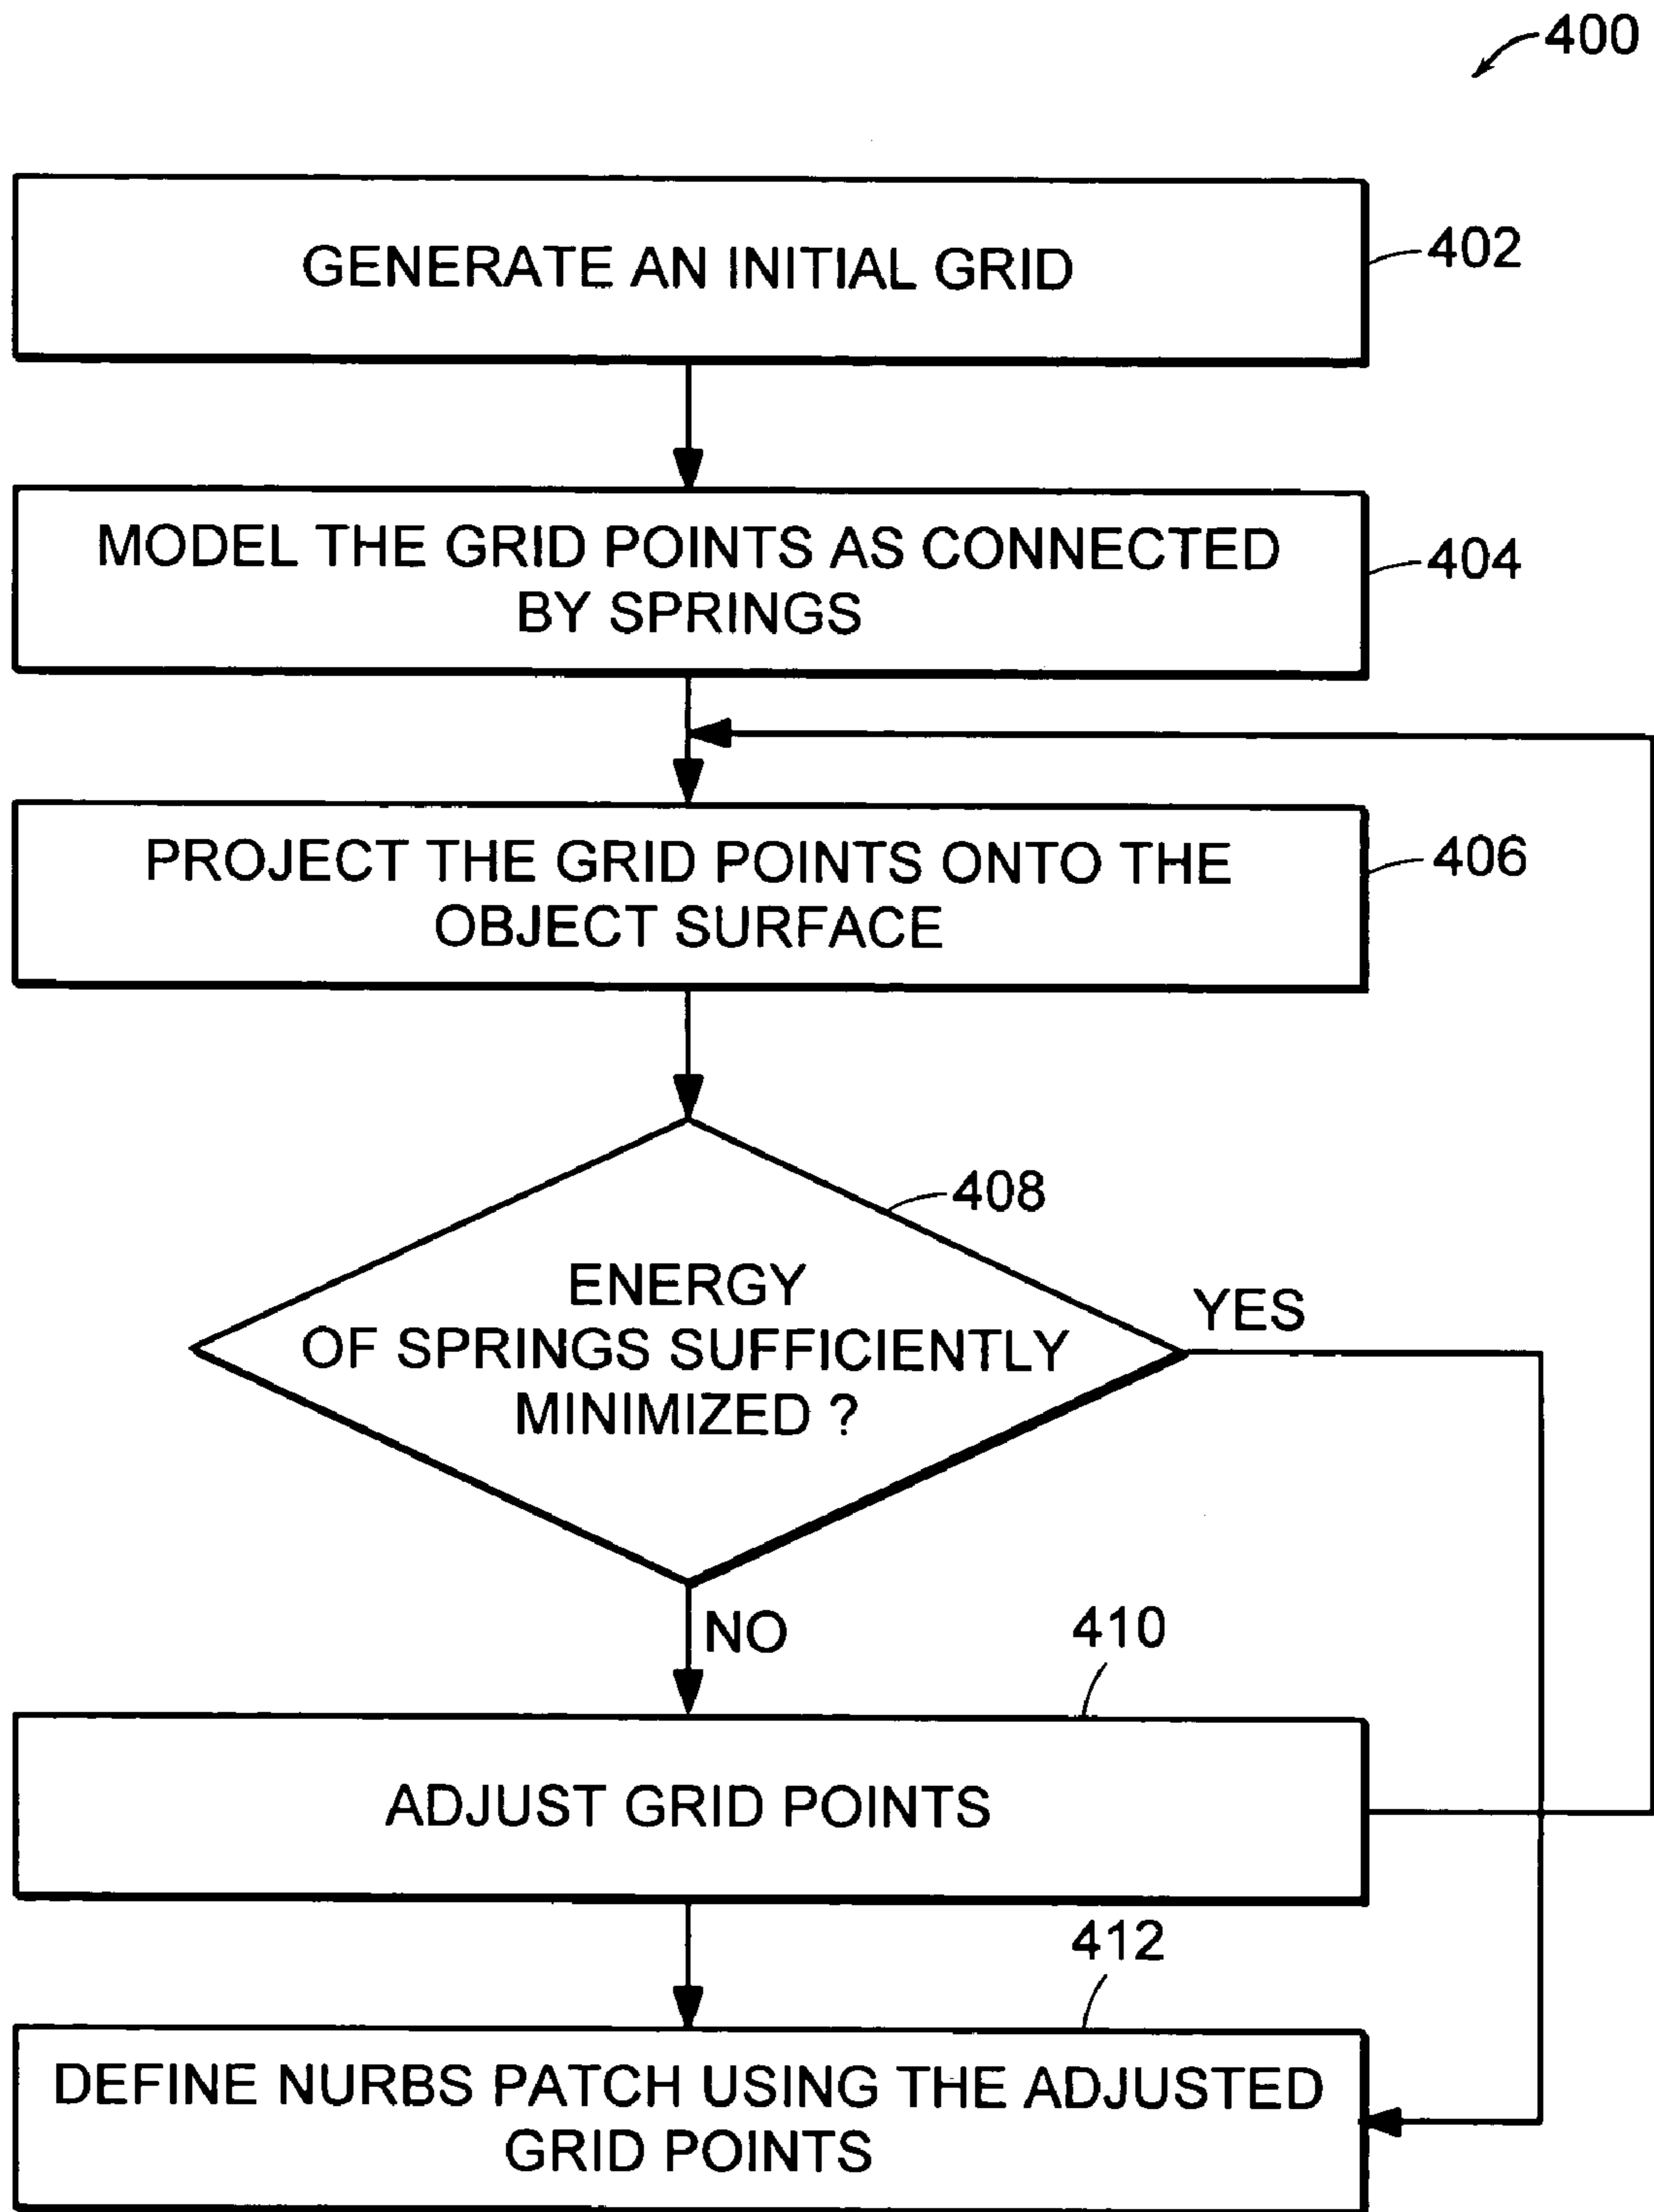 400
GENERATE AN INITIAL GRID
402
MODEL THE GRID POINTS AS CONNECTED
BY SPRINGS
404
PROJECT THE GRID POINTS ONTO THE
OBJECT SURFACE
406
408
ENERGY
OF SPRINGS SUFFICIENTLY
MINIMIZED ?
YES
NO
410
ADJUST GRID POINTS
412
DEFINE NURBS PATCH USING THE ADJUSTED
GRID POINTS